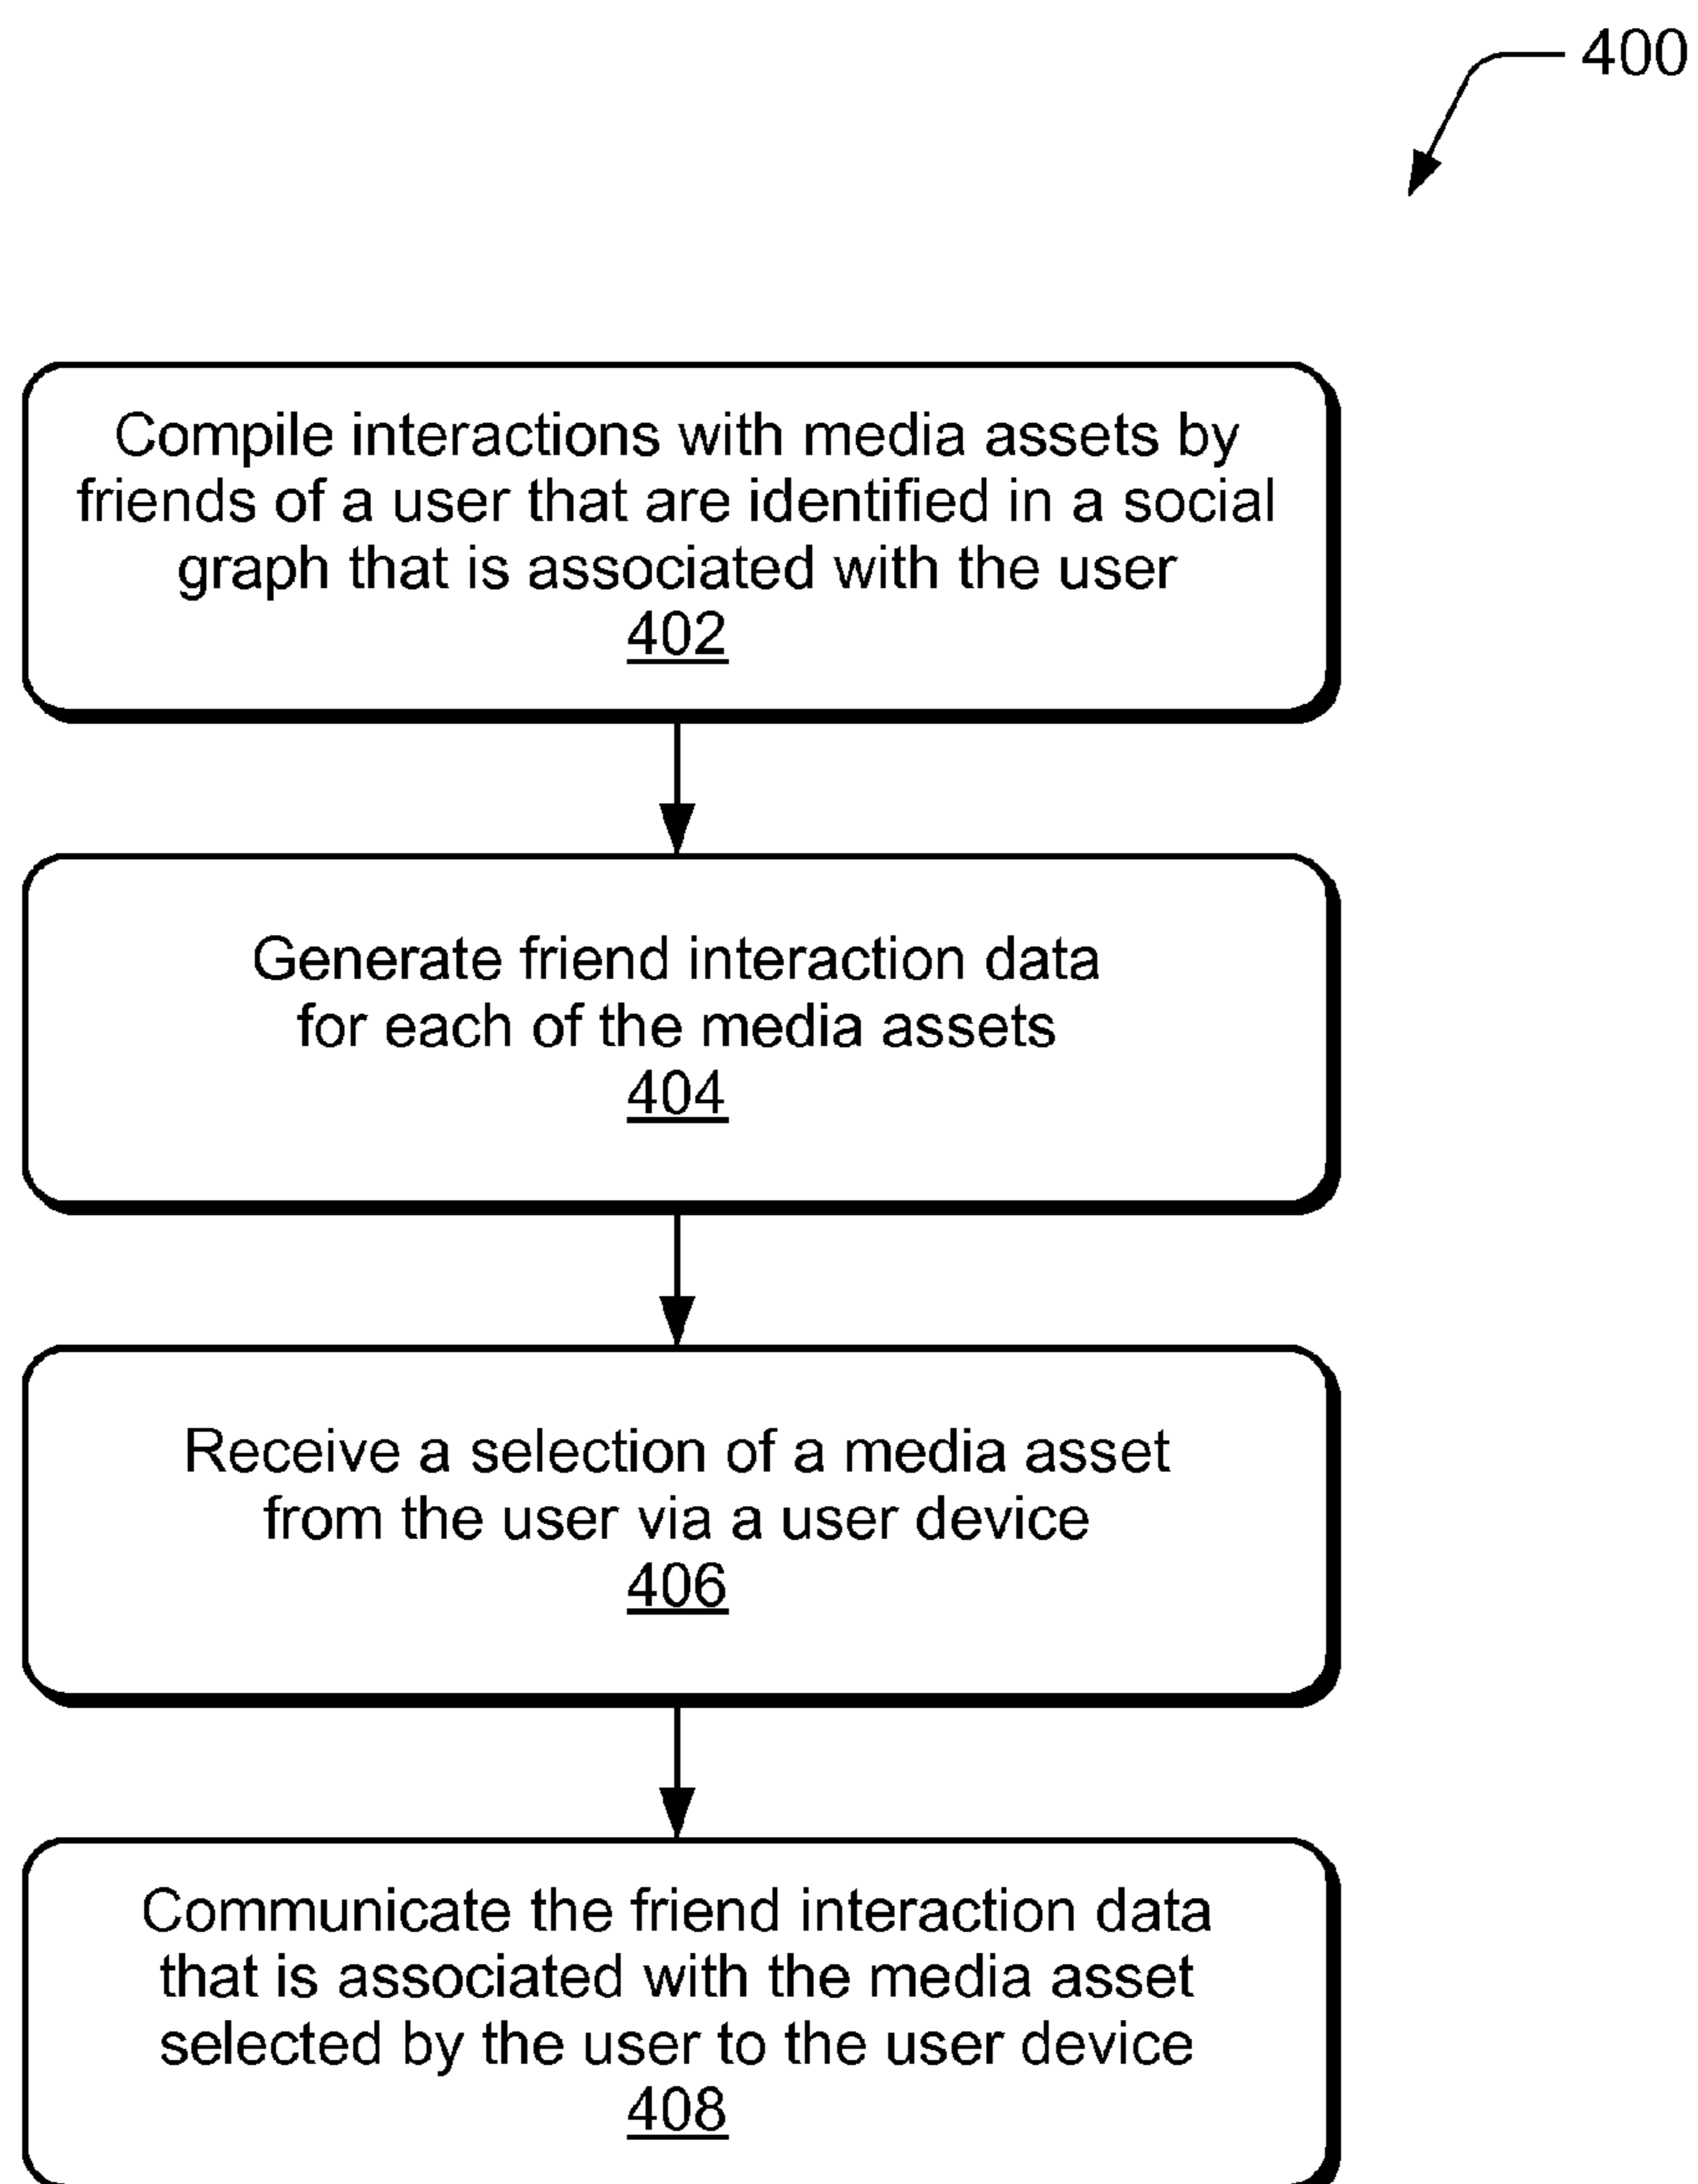 400
Compile interactions with media assets by
friends of a user that are identified in a social
graph that is associated with the user
402
Generate friend interaction data
for each of the media assets
404
Receive a selection of a media asset
from the user via a user device
406
Communicate the friend interaction data
that is associated with the media asset
selected by the user to the user device
408